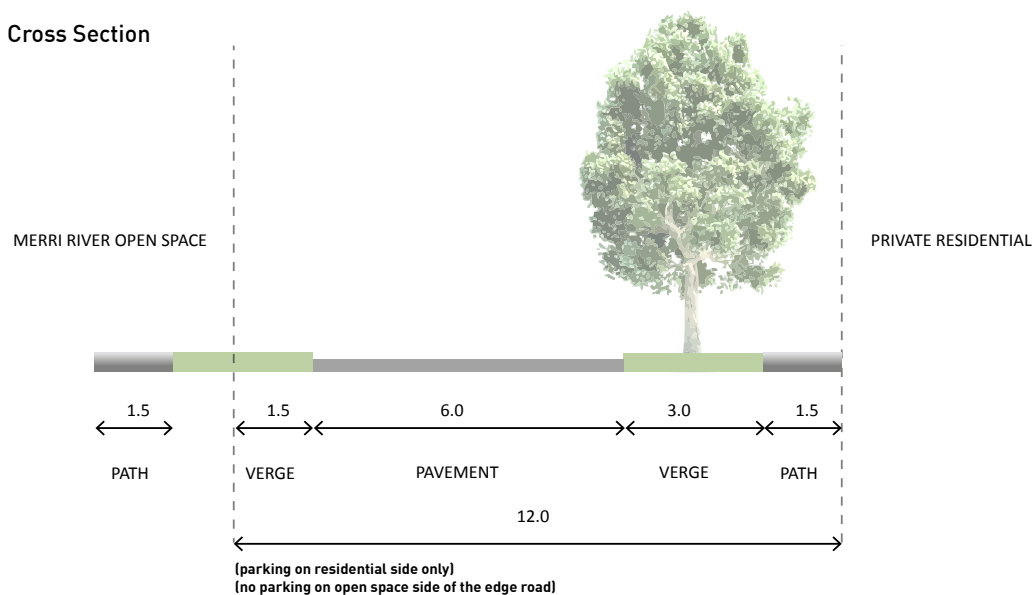 Cross Section
MERRI RIVER OPEN SPACE
PRIVATE RESIDENTIAL
1.5
1.5
6.0
3.0
1.5
PATH
VERGE
PAVEMENT
VERGE
PATH
12.0
(parking on residential side only)
(no parking on open space side of the edge road)